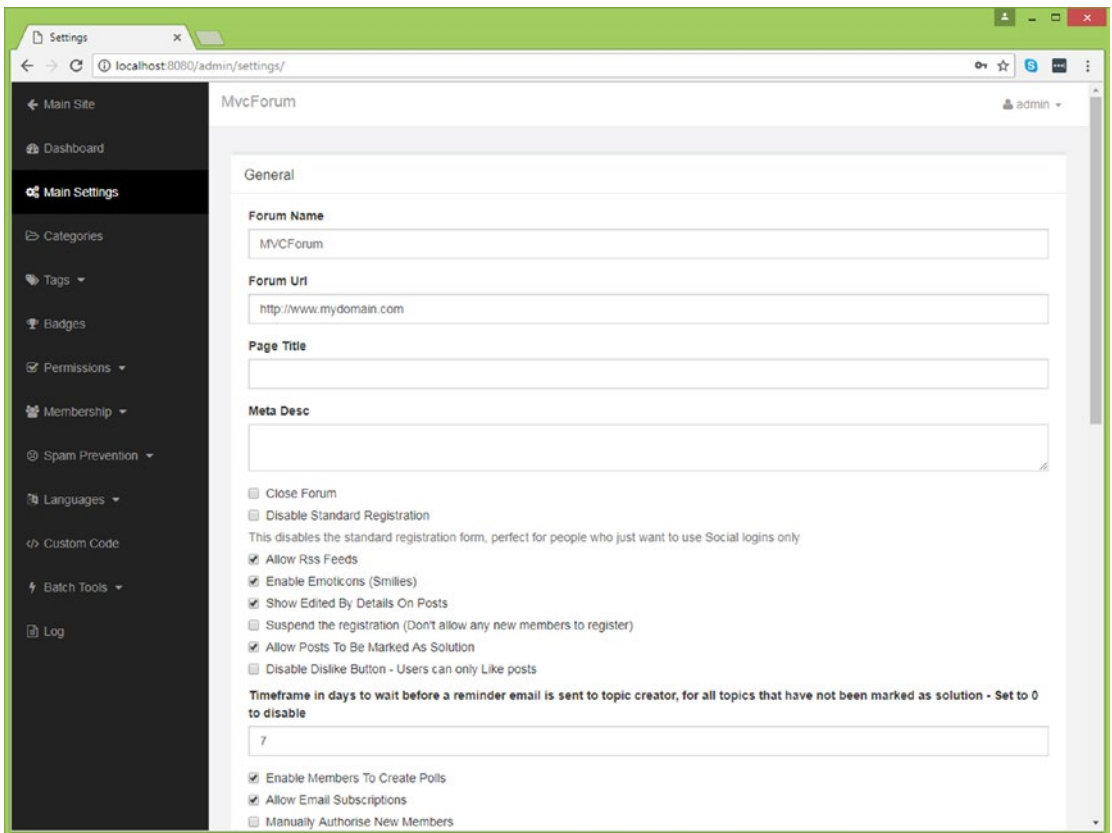 Settings
localhost:8080/admin/settings/
Main Site
MvcForum
admin
Dashboard
Main Settings
Categories
Tags
Badges
Permissions
Membership
Spam Prevention
Languages
Custom Code
Batch Tools
Log
General
Forum Name
MVCForum
Forum Url
http://www.mydomain.com
Page Title
Meta Desc
Close Forum
Disable Standard Registration
This disables the standard registration form, perfect for people who just want to use Social logins only
Allow Rss Feeds
Enable Emoticons (Smilies)
Show Edited By Details On Posts
Suspend the registration (Don't allow any new members to register)
Allow Posts To Be Marked As Solution
Disable Dislike Button - Users can only Like posts
Timeframe in days to wait before a reminder email is sent to topic creator, for all topics that have not been marked as solution - Set to 0
to disable
7
Enable Members To Create Polls
Allow Email Subscriptions
Manually Authorise New Members